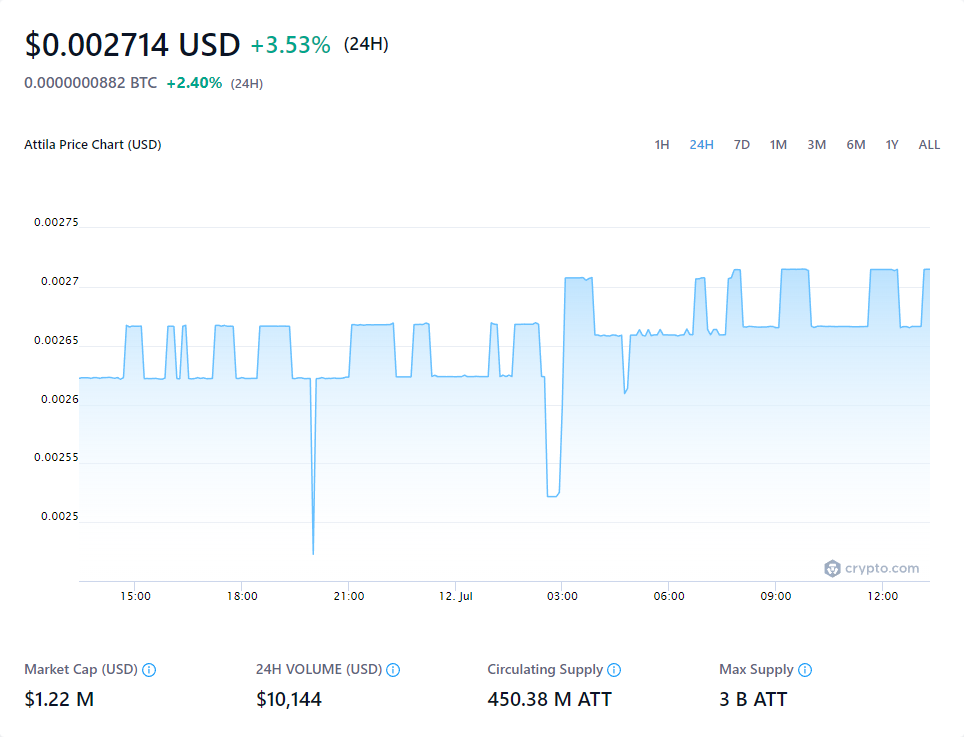 $0.002714 USD +3.53% (24H)
0.0000000882 BTC +2.40% (24H)
Attila Price Chart (USD) 1H 24H 7D 1M 3M 6M 1Y ALL
0.00275
0.0027
0.00265
0.0026
0.00255
0.0025
crypto.com
15:00 18:00 21:00 12. Jul 03:00 06:00 09:00 12:00
Market Cap (USD) 24H VOLUME (USD) Circulating Supply Max Supply
$1.22 M $10,144 450.38 M ATT 3 B ATT